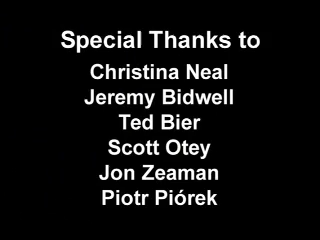 Special Thanks to
Christina Neal
Jeremy Bidwell
Ted Bier
Scott Otey
Jon Zeaman
Piotr Piórek